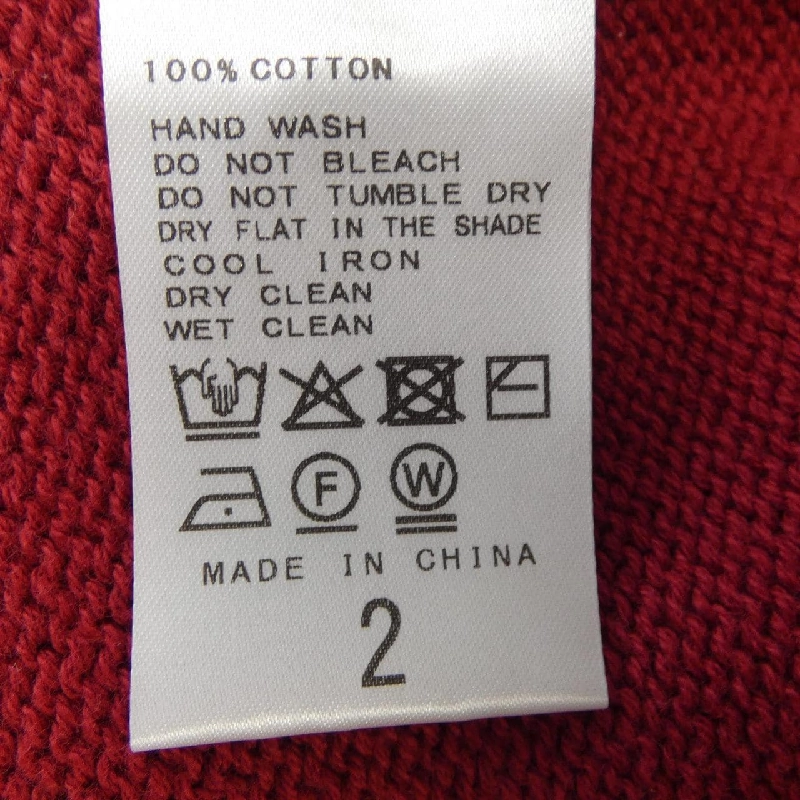 100% COTTON
HAND WASH
DO NOT BLEACH
DO NOT TUMBLE DRY
DRY FLAT IN THE SHADE
COOL IRON
DRY CLEAN
WET CLEAN
F W
MADE IN CHINA
2